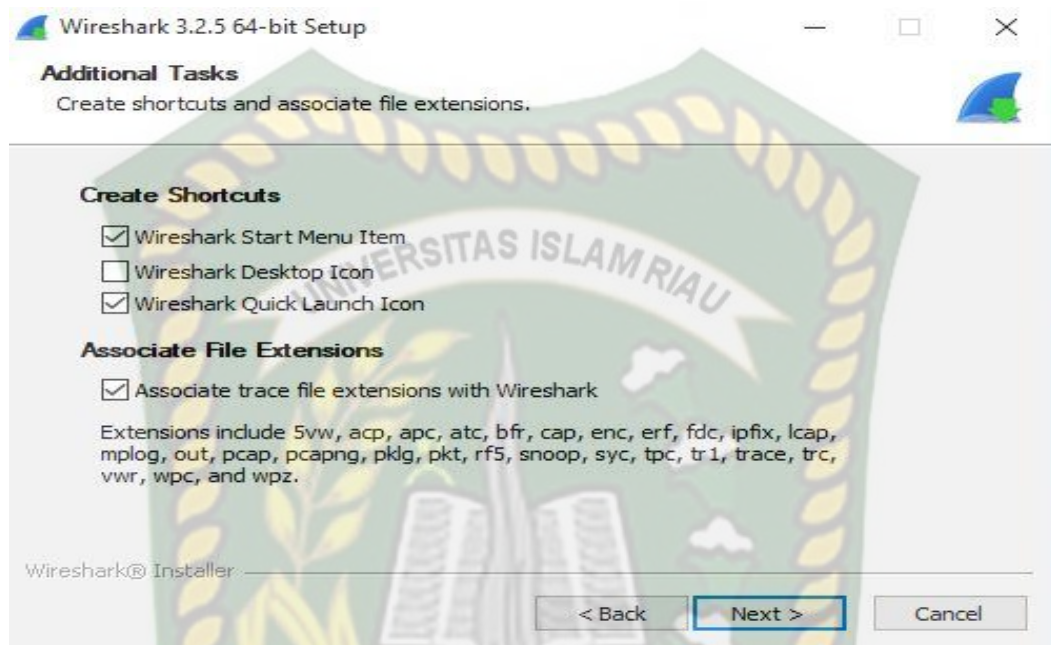 Wireshark 3.2.5 64-bit Setup
Additional Tasks
Create shortcuts and associate file extensions.
Create Shortcuts
Wireshark Start Menu Item
UNIVERSITAS ISLAM RIAU
Wireshark Desktop Icon
Wireshark Quick Launch Icon
Associate File Extensions
Associate trace file extensions with Wireshark
Extensions include 5vw, acp, apc, atc, bfr, cap, enc, erf, fdc, ipfix, lcap,
mplog, out, pcap, pcapng, pklg, pkt, rf5, snoop, syc, tpc, tr1, trace, trc,
vwr, wpc, and wpz.
Wireshark® Installer
< Back Next > Cancel